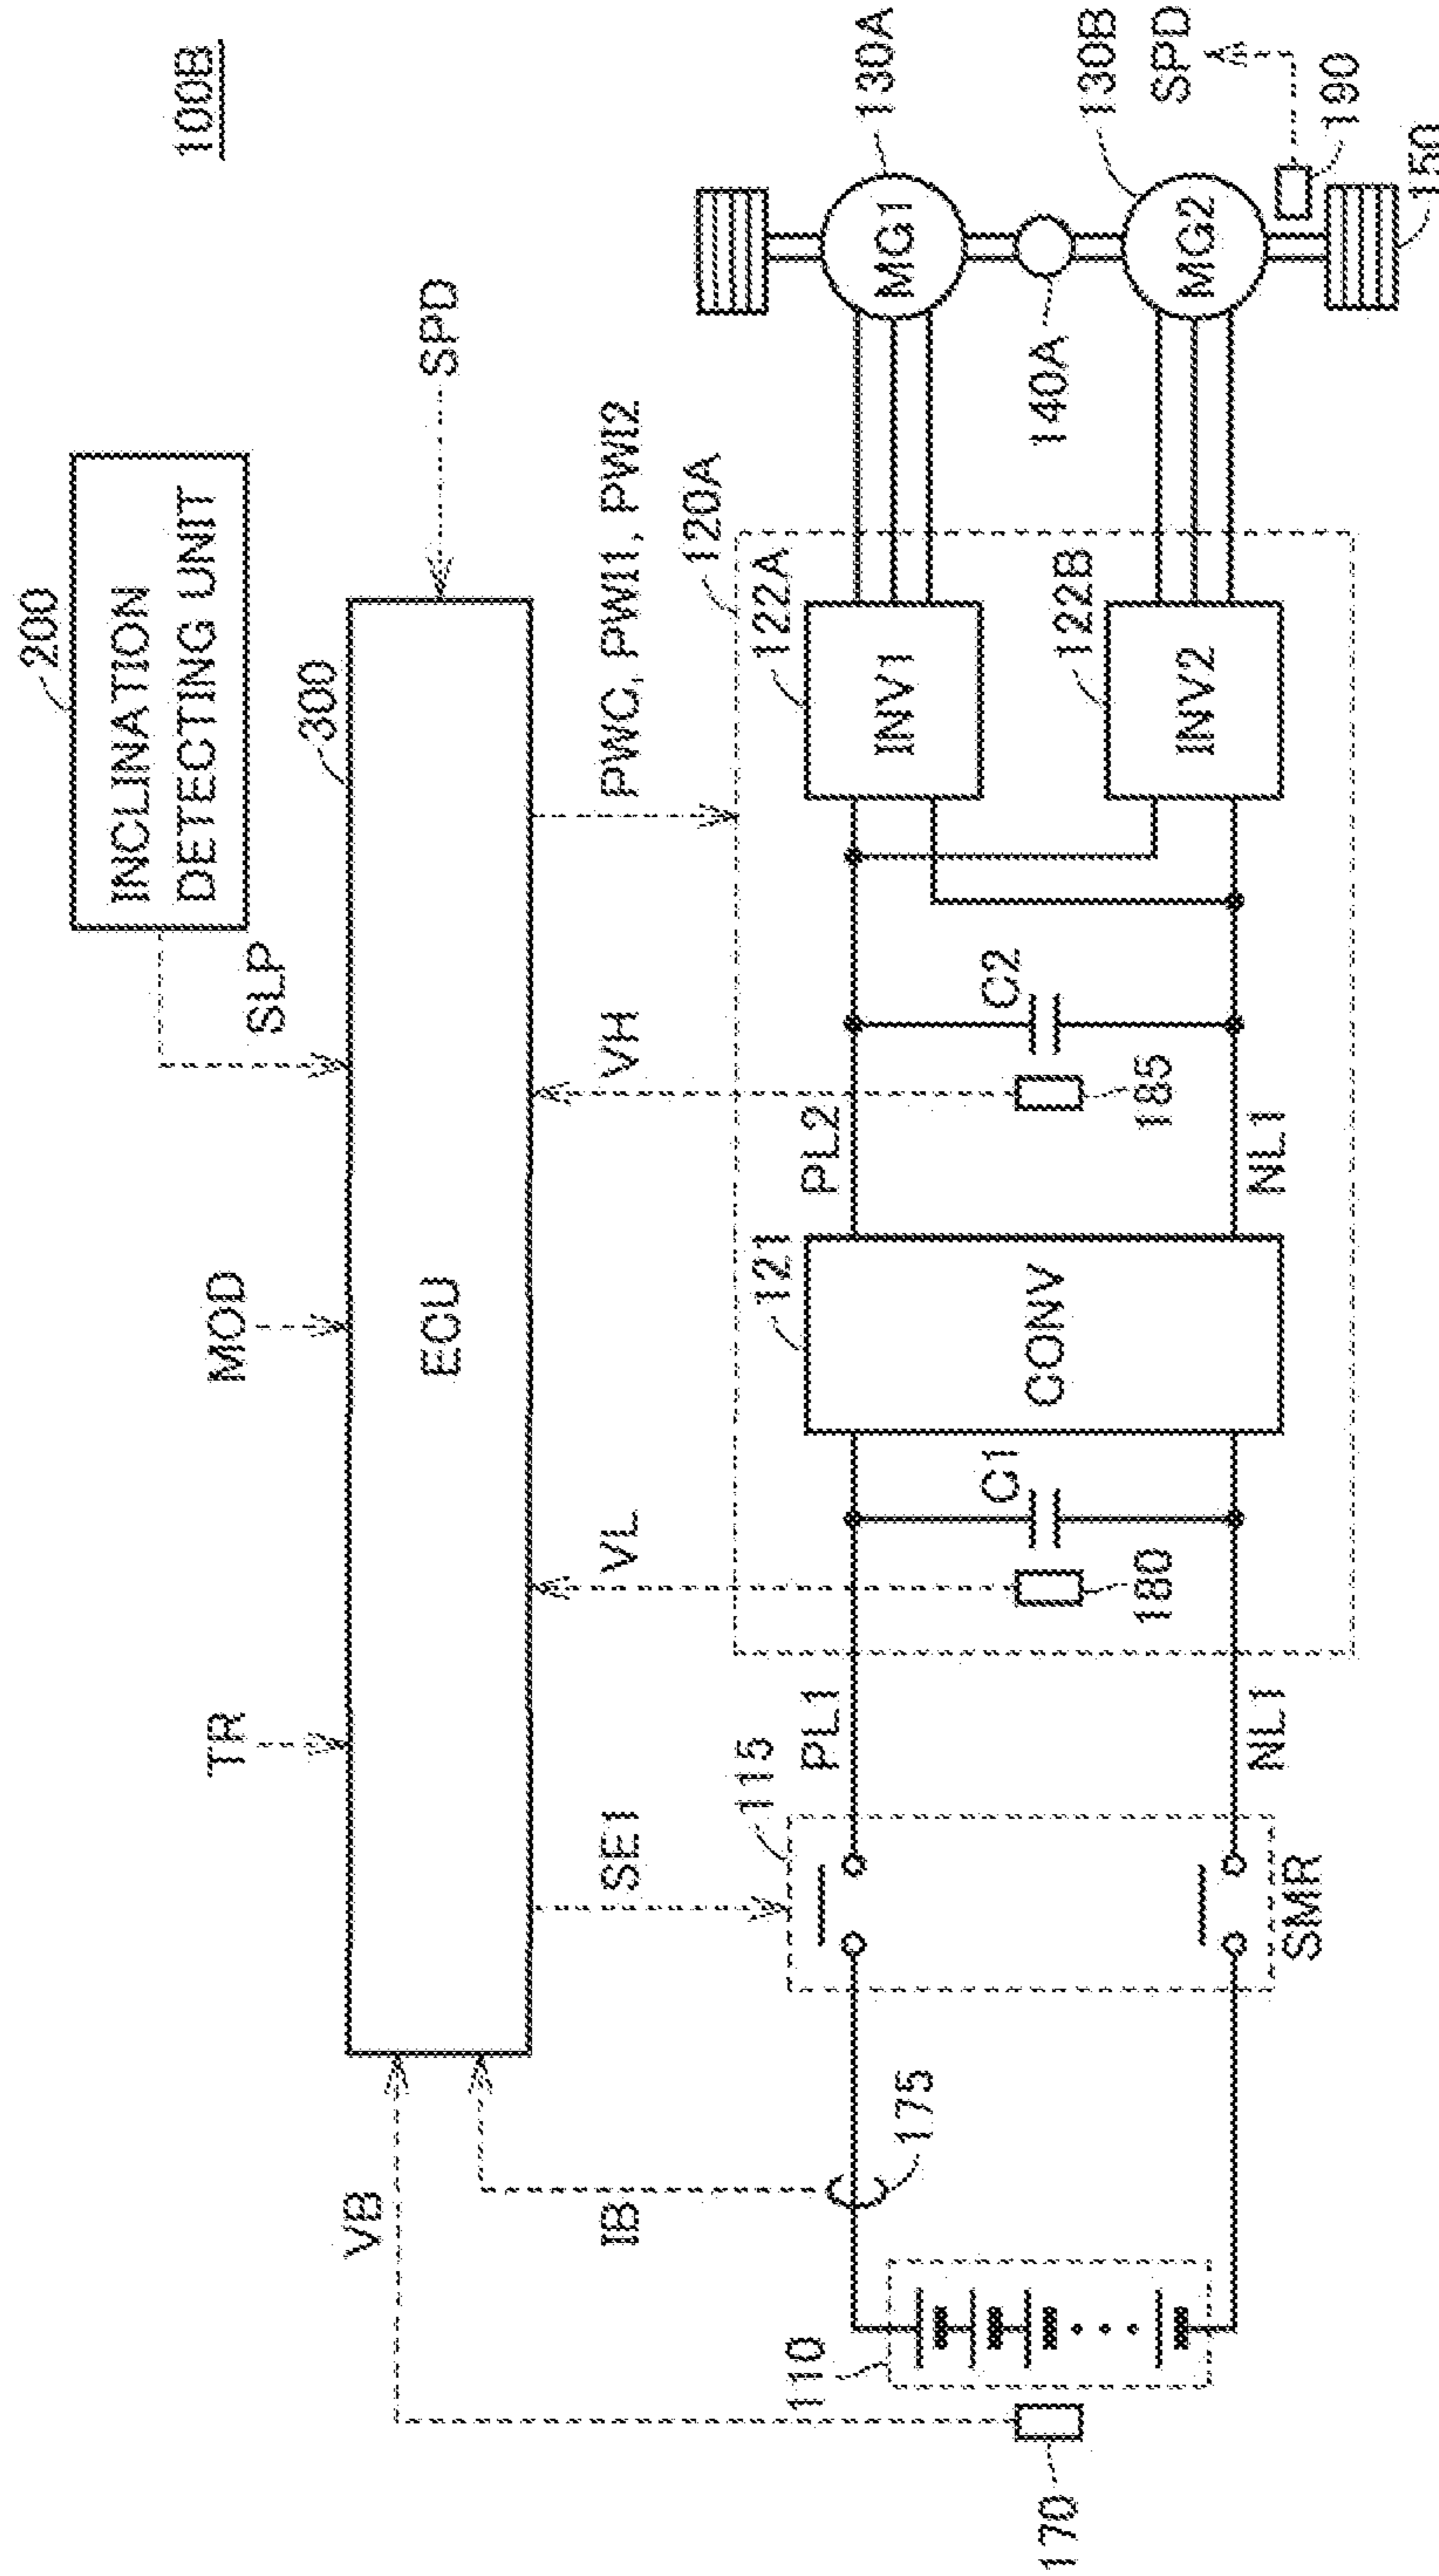 100B
200
INCLINATION
DETECTING UNIT
SLP
TR
MOD
300
SPD
VB
ECU
IB
SE1
VL
VH
PWC, PWI1, PWI2
120A
175
115
110
170
PL1
PL2
121
122A
130A
C1
C2
CONV
INV1
MG1
180
185
140A
122B
130B
INV2
MG2
SPD
190
150
NL1
NL1
SMR